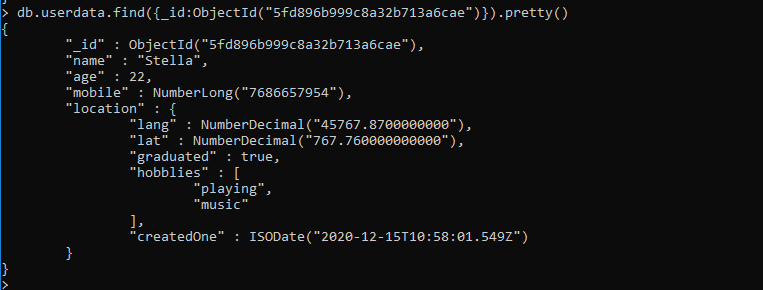 > db.userdata.find({_id:ObjectId("5fd896b999c8a32b713a6cae")}).pretty()
{
"_id" : ObjectId("5fd896b999c8a32b713a6cae"),
"name" : "Stella",
"age" : 22,
"mobile" : NumberLong("7686657954"),
"location" : {
"lang" : NumberDecimal("45767.8700000000"),
"lat" : NumberDecimal("767.760000000000"),
"graduated" : true,
"hobblies" : [
"playing",
"music"
],
"createdOne" : ISODate("2020-12-15T10:58:01.549Z")
}
}
>